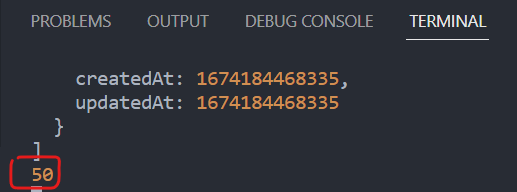 PROBLEMS OUTPUT DEBUG CONSOLE TERMINAL
createdAt: 1674184468335,
updatedAt: 1674184468335
}
]
50